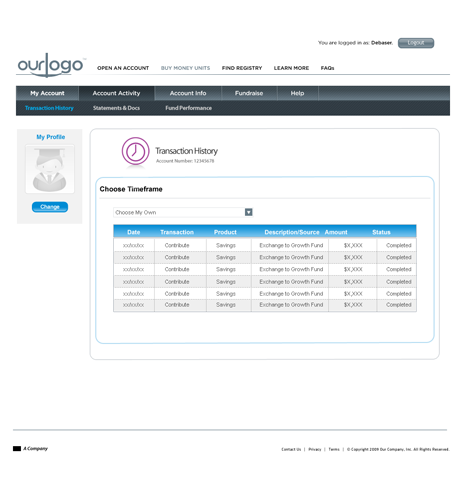 You are logged in as: Debaser.
Logout
ourlogo™
OPEN AN ACCOUNT BUY MONEY UNITS FIND REGISTRY LEARN MORE FAQs
My Account Account Activity Account Info Fundraise Help
Transaction History Statements & Docs Fund Performance
My Profile
Change
Transaction History
Account Number: 12345678
Choose Timeframe
Choose My Own
Date Transaction Product Description/Source Amount Status
xx/xx/xx Contribute Savings Exchange to Growth Fund $X,XXX Completed
xx/xx/xx Contribute Savings Exchange to Growth Fund $X,XXX Completed
xx/xx/xx Contribute Savings Exchange to Growth Fund $X,XXX Completed
xx/xx/xx Contribute Savings Exchange to Growth Fund $X,XXX Completed
xx/xx/xx Contribute Savings Exchange to Growth Fund $X,XXX Completed
xx/xx/xx Contribute Savings Exchange to Growth Fund $X,XXX Completed
A Company
Contact Us | Privacy | Terms | © Copyright 2009 Our Company, Inc. All Rights Reserved.